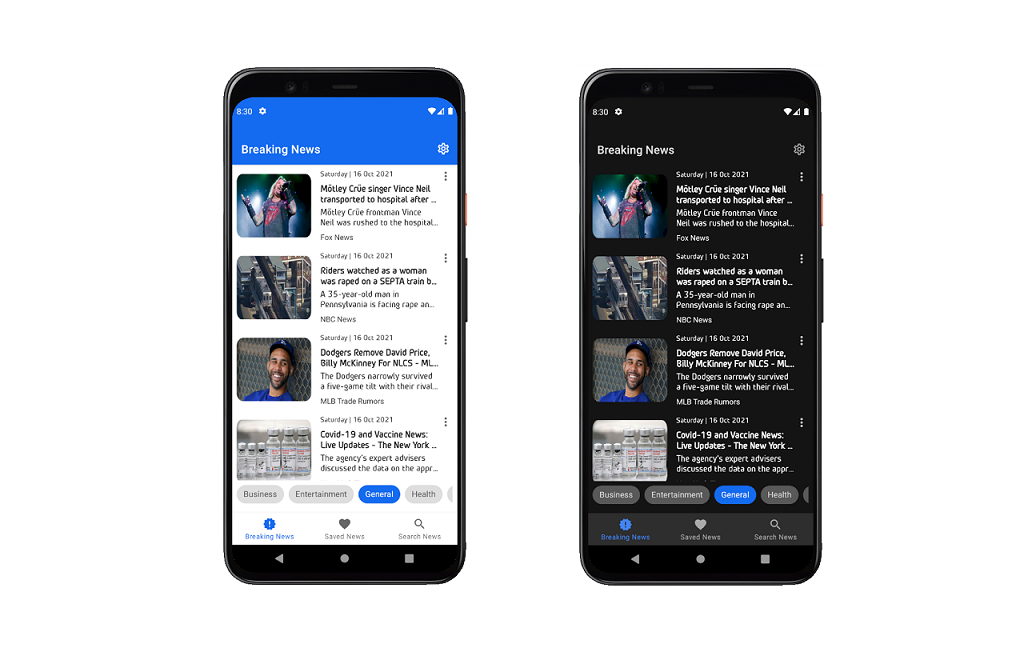 8:30
Breaking News
Saturday | 16 Oct 2021
Mötley Crüe singer Vince Neil
transported to hospital after ...
Mötley Crüe frontman Vince
Neil was rushed to the hospital...
Fox News
Saturday | 16 Oct 2021
Riders watched as a woman
was raped on a SEPTA train b...
A 35-year-old man in
Pennsylvania is facing rape an...
NBC News
Saturday | 16 Oct 2021
Dodgers Remove David Price,
Billy McKinney For NLCS - ML...
The Dodgers narrowly survived
a five-game tilt with their rival...
MLB Trade Rumors
Saturday | 16 Oct 2021
Covid-19 and Vaccine News:
Live Updates - The New York ...
The agency's expert advisers
discussed the data on the appr...
Business Entertainment General Health
Breaking News Saved News Search News
8:30
Breaking News
Saturday | 16 Oct 2021
Mötley Crüe singer Vince Neil
transported to hospital after ...
Mötley Crüe frontman Vince
Neil was rushed to the hospital...
Fox News
Saturday | 16 Oct 2021
Riders watched as a woman
was raped on a SEPTA train b...
A 35-year-old man in
Pennsylvania is facing rape an...
NBC News
Saturday | 16 Oct 2021
Dodgers Remove David Price,
Billy McKinney For NLCS - ML...
The Dodgers narrowly survived
a five-game tilt with their rival...
MLB Trade Rumors
Saturday | 16 Oct 2021
Covid-19 and Vaccine News:
Live Updates - The New York ...
The agency's expert advisers
discussed the data on the appr...
Business Entertainment General Health
Breaking News Saved News Search News